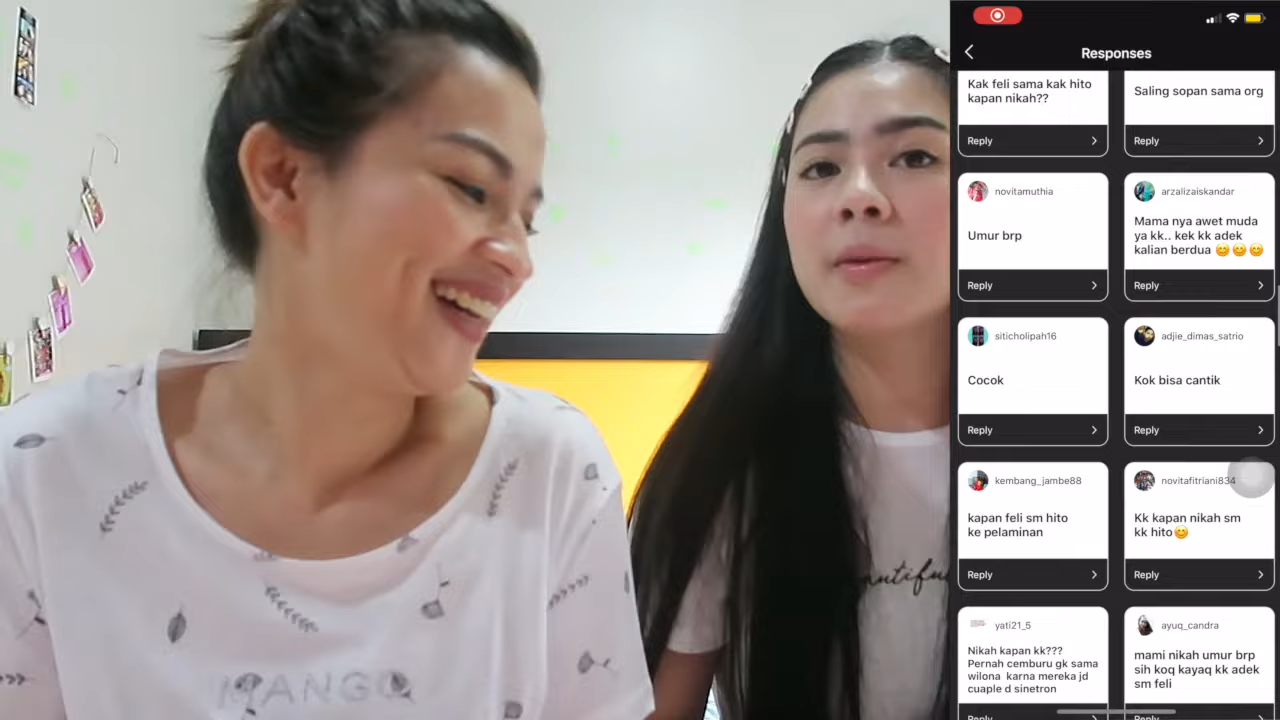 Responses
Kak feli sama kak hito
kapan nikah??
Reply
Saling sopan sama org
Reply
novitamuthia
Umur brp
Reply
arzalizaiskandar
Mama nya awet muda
ya kk.. kek kk adek
kalian berdua 😊😊😊
Reply
siticholipah16
Cocok
Reply
adjie_dimas_satrio
Kok bisa cantik
Reply
kembang_jambe88
kapan feli sm hito
ke pelaminan
Reply
novitafitriani834
Kk kapan nikah sm
kk hito😊
Reply
yati21_5
Nikah kapan kk???
Pernah cemburu gk sama
wilona karna mereka jd
cuaple d sinetron
Reply
ayuq_candra
mami nikah umur brp
sih koq kayaq kk adek
sm feli
Reply